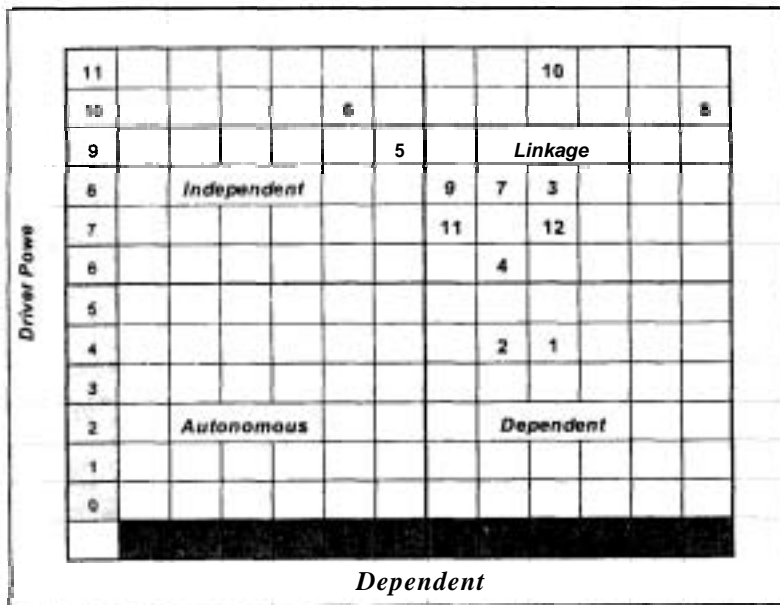 11 10
10 6 8
9 5 Linkage
8 Independent 9 7 3
7 11 12
6 4
5
4 2 1
3
2 Autonomous Dependent
1
0
Driver Powe
Dependent